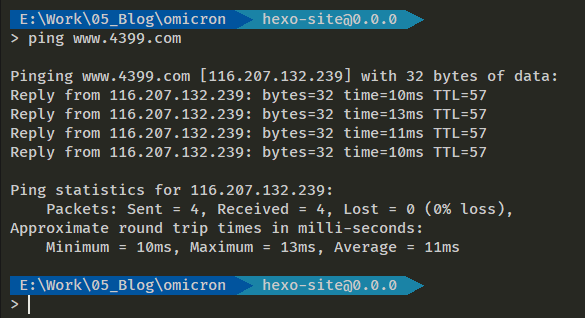 E:\Work\05_Blog\omicron hexo-site@0.0.0
> ping www.4399.com
Pinging www.4399.com [116.207.132.239] with 32 bytes of data:
Reply from 116.207.132.239: bytes=32 time=10ms TTL=57
Reply from 116.207.132.239: bytes=32 time=13ms TTL=57
Reply from 116.207.132.239: bytes=32 time=11ms TTL=57
Reply from 116.207.132.239: bytes=32 time=10ms TTL=57
Ping statistics for 116.207.132.239:
    Packets: Sent = 4, Received = 4, Lost = 0 (0% loss),
Approximate round trip times in milli-seconds:
    Minimum = 10ms, Maximum = 13ms, Average = 11ms
E:\Work\05_Blog\omicron hexo-site@0.0.0
>